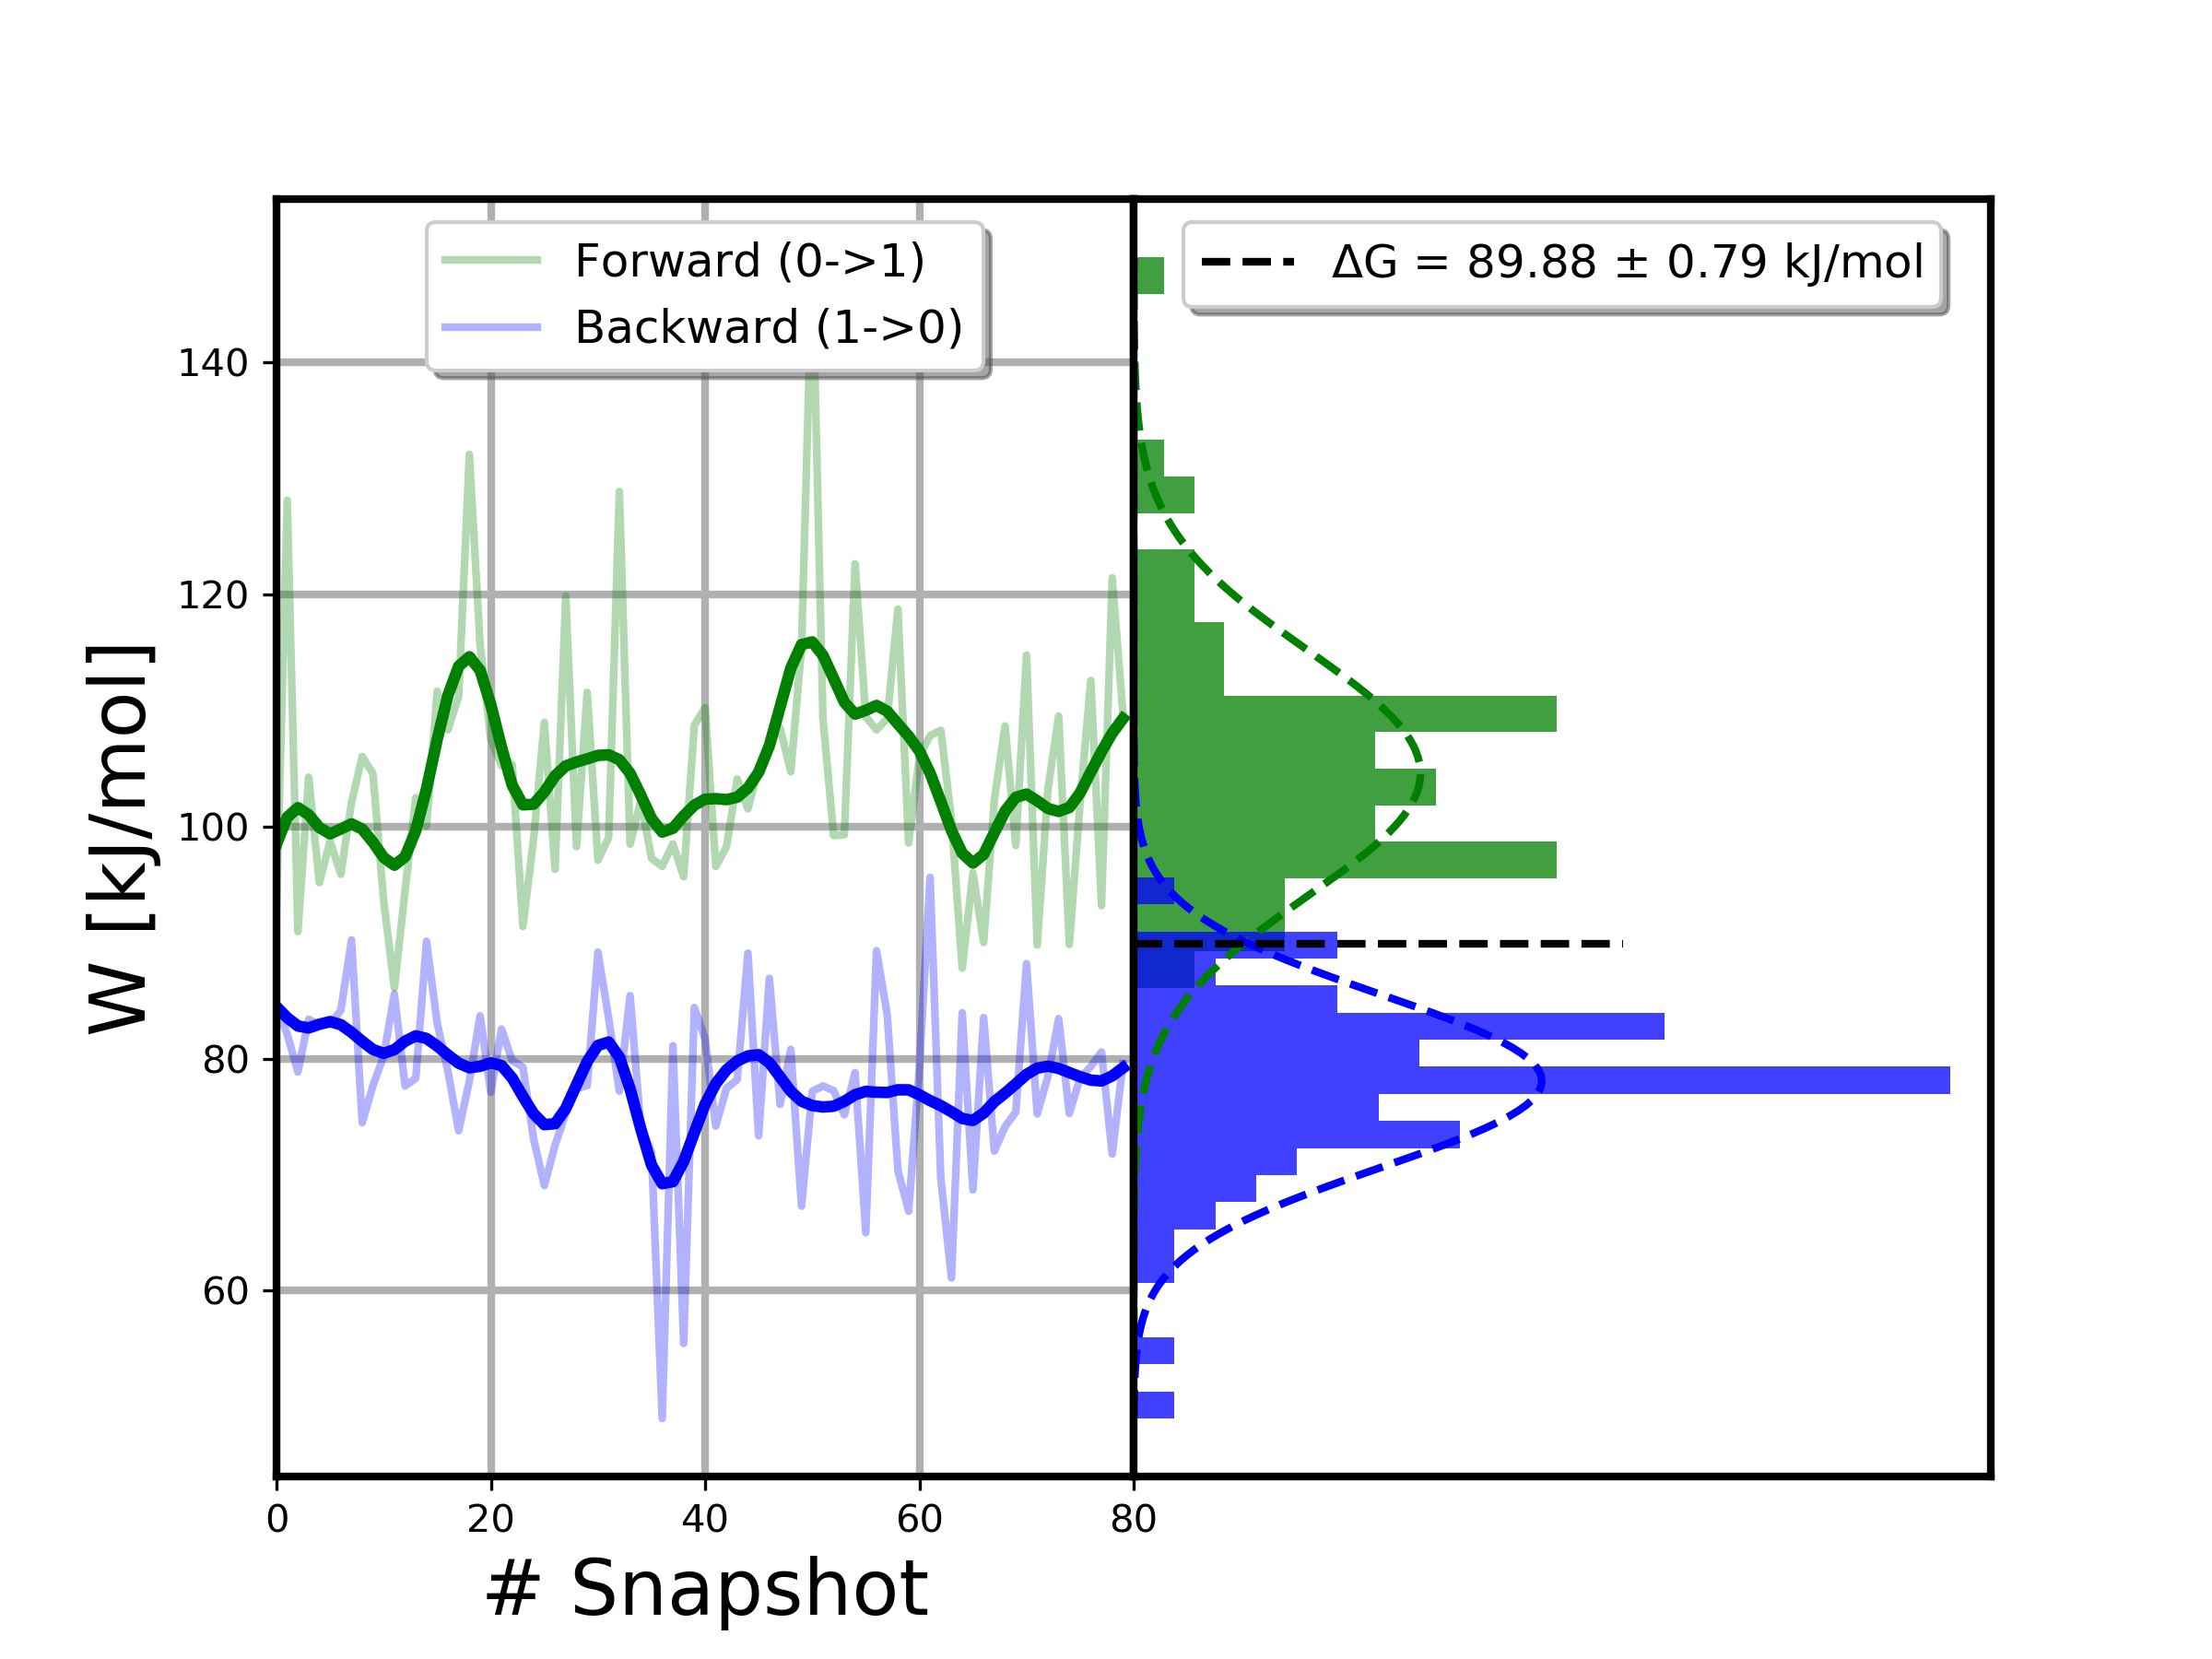 Forward (0->1)
Backward (1->0)
ΔG = 89.88 ± 0.79 kJ/mol
W [kJ/mol]
140
120
100
80
60
0 20 40 60 80
# Snapshot